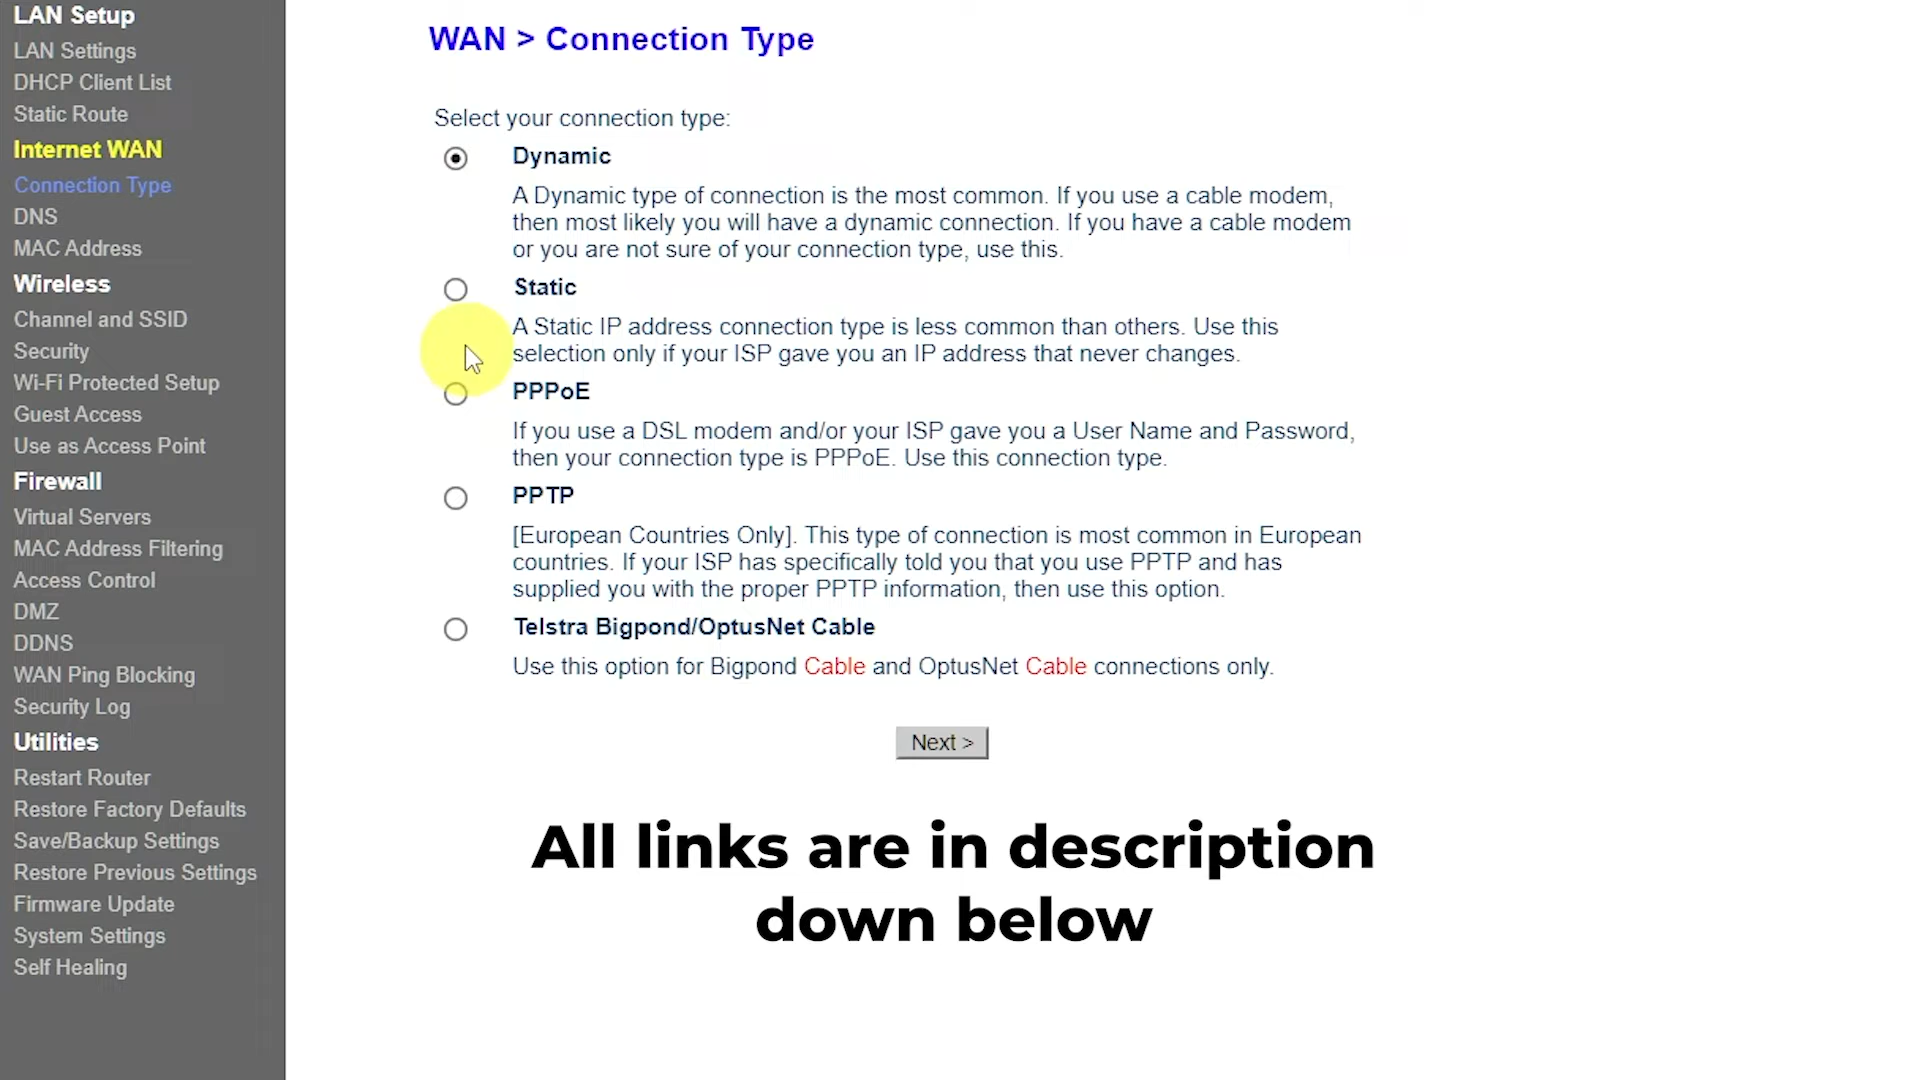 LAN Setup
LAN Settings
DHCP Client List
Static Route
Internet WAN
Connection Type
DNS
MAC Address
Wireless
Channel and SSID
Security
Wi-Fi Protected Setup
Guest Access
Use as Access Point
Firewall
Virtual Servers
MAC Address Filtering
Access Control
DMZ
DDNS
WAN Ping Blocking
Security Log
Utilities
Restart Router
Restore Factory Defaults
Save/Backup Settings
Restore Previous Settings
Firmware Update
System Settings
Self Healing
WAN > Connection Type
Select your connection type:
Dynamic
A Dynamic type of connection is the most common. If you use a cable modem,
then most likely you will have a dynamic connection. If you have a cable modem
or you are not sure of your connection type, use this.
Static
A Static IP address connection type is less common than others. Use this
selection only if your ISP gave you an IP address that never changes.
PPPoE
If you use a DSL modem and/or your ISP gave you a User Name and Password,
then your connection type is PPPoE. Use this connection type.
PPTP
[European Countries Only]. This type of connection is most common in European
countries. If your ISP has specifically told you that you use PPTP and has
supplied you with the proper PPTP information, then use this option.
Telstra Bigpond/OptusNet Cable
Use this option for Bigpond Cable and OptusNet Cable connections only.
Next >
All links are in description
down below